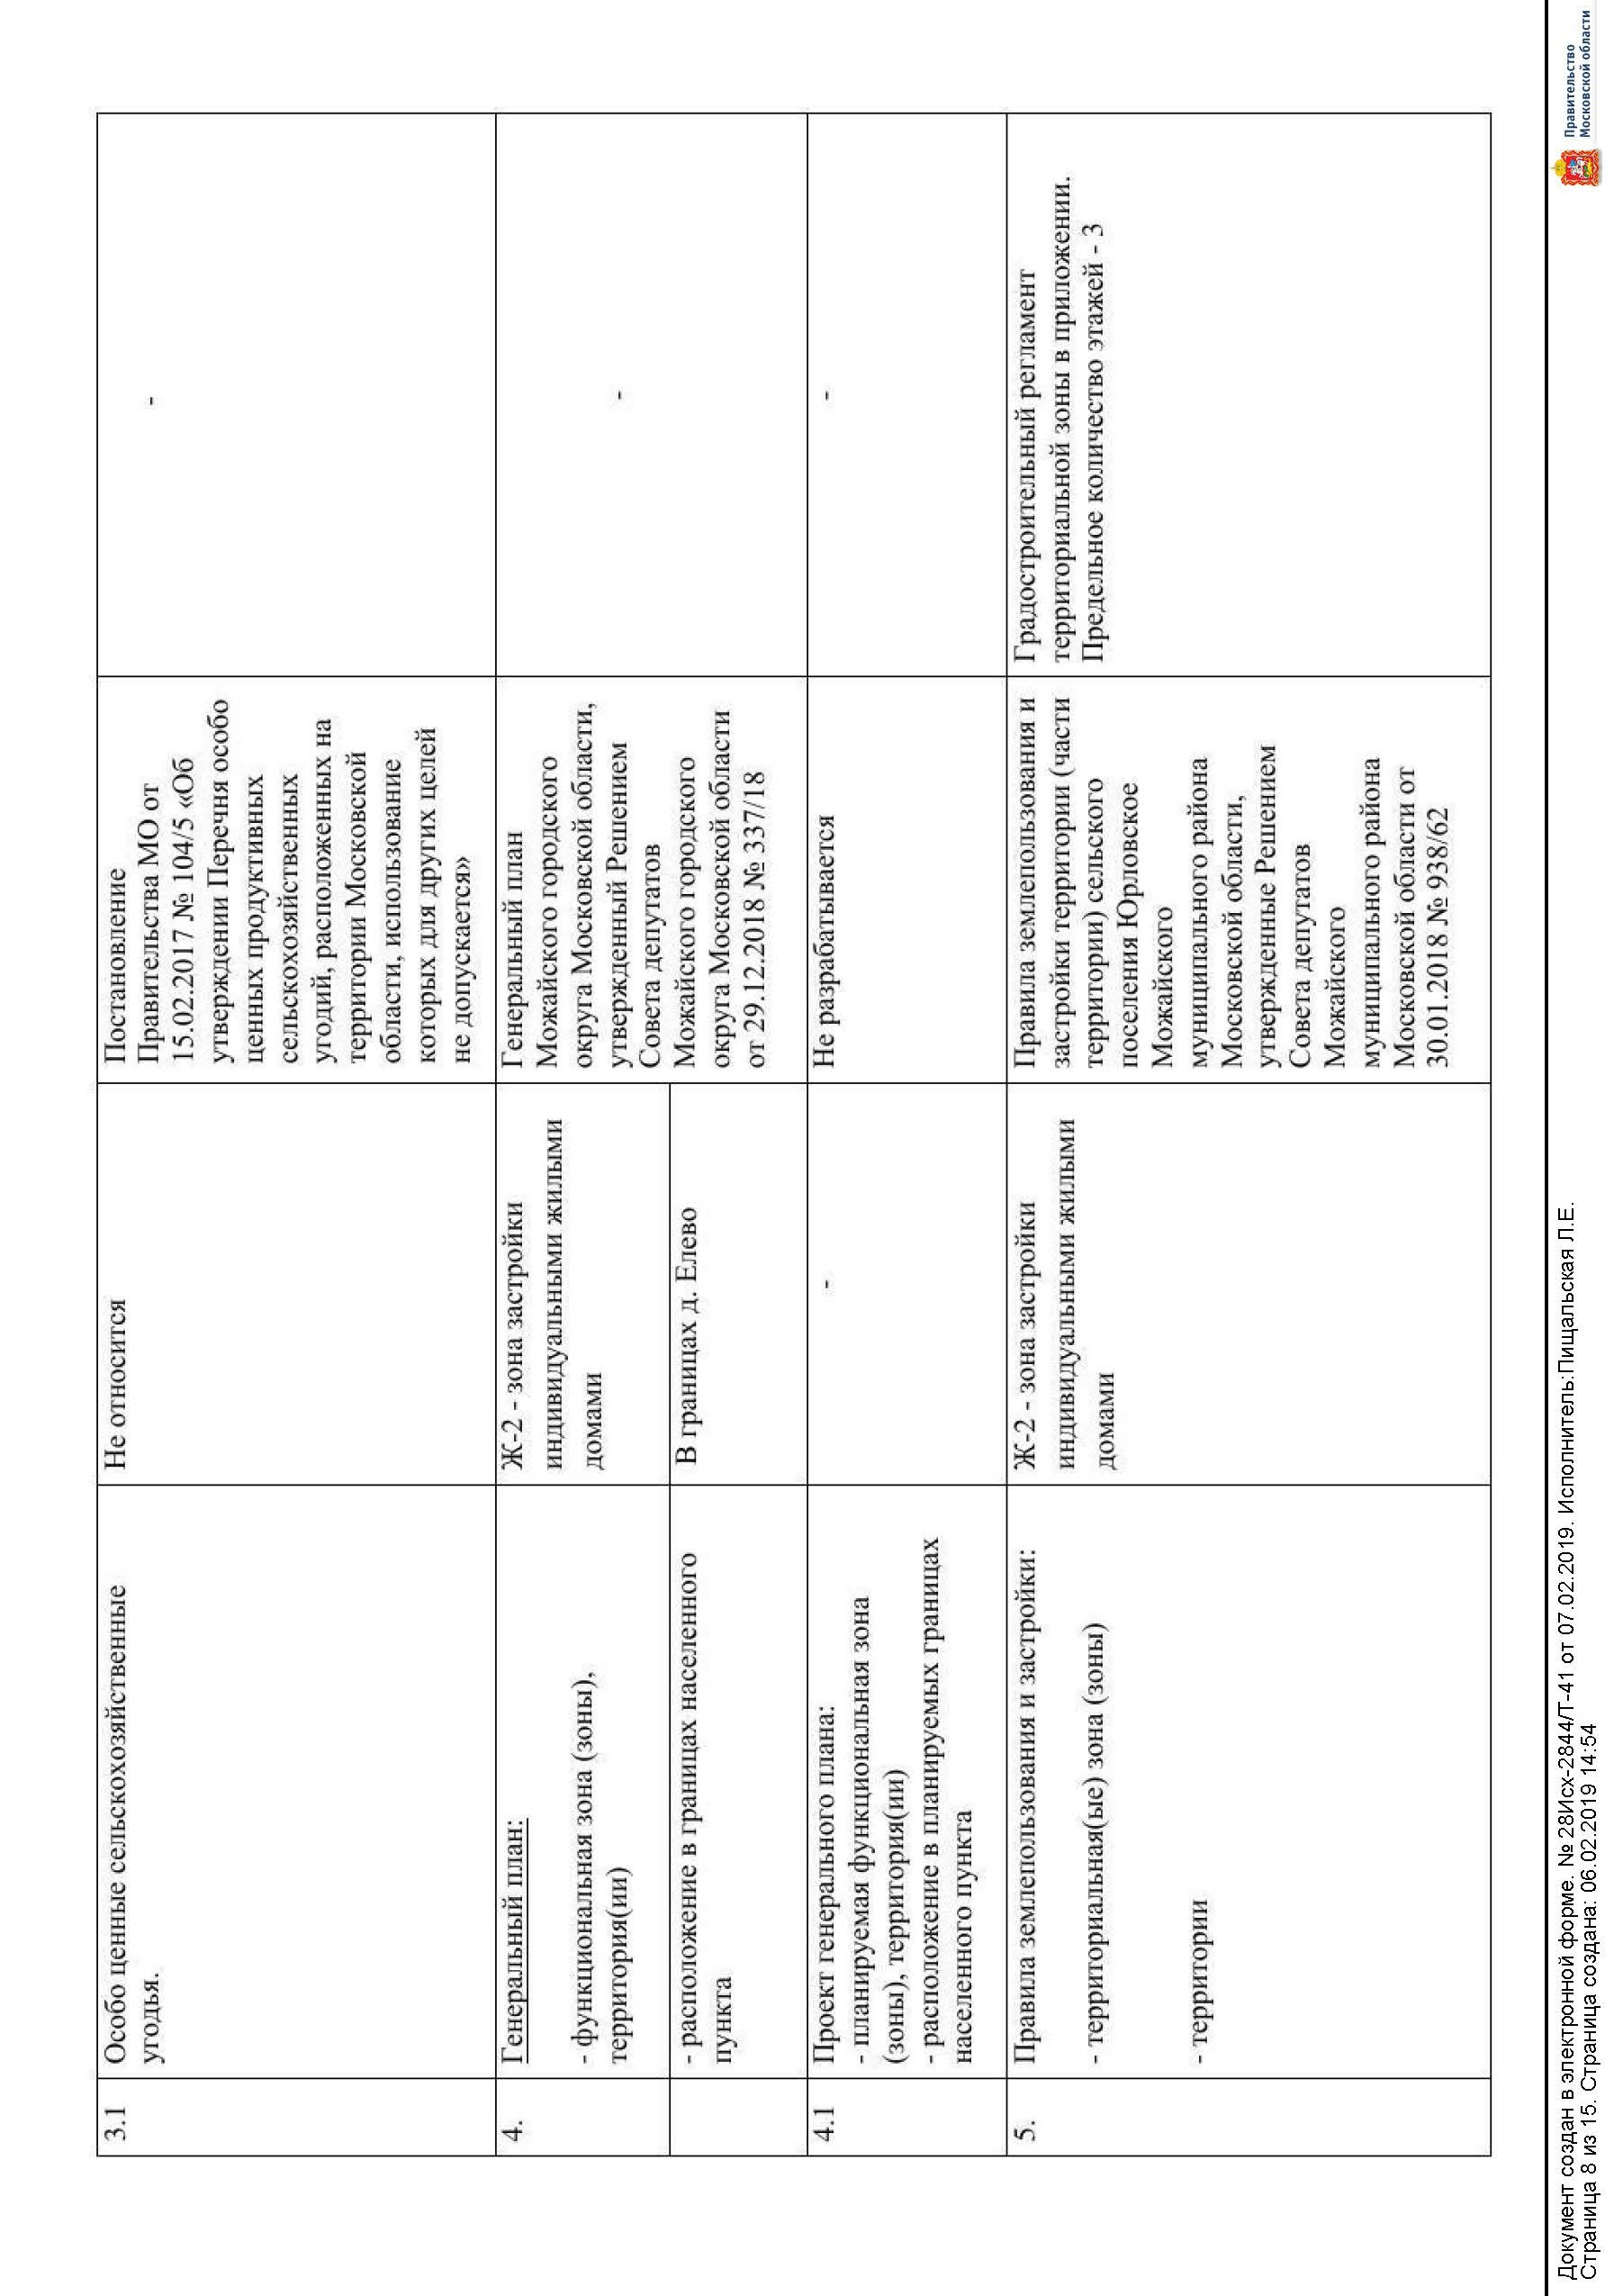 3.1
Особо ценные сельскохозяйственные
угодья.
Не относится
Постановление
Правительства МО от
15.02.2017 № 104/5 «Об
утверждении Перечня особо
ценных продуктивных
сельскохозяйственных
угодий, расположенных на
территории Московской
области, использование
которых для других целей
не допускается»
-
4.
Генеральный план:
- функциональная зона (зоны),
территория(ии)
Ж-2 - зона застройки
индивидуальными жилыми
домами
Генеральный план
Можайского городского
округа Московской области,
утвержденный Решением
Совета депутатов
Можайского городского
округа Московской области
от 29.12.2018 № 337/18
-
- расположение в границах населенного
пункта
В границах д. Елево
4.1
Проект генерального плана:
- планируемая функциональная зона
(зоны), территория(ии)
- расположение в планируемых границах
населенного пункта
-
Не разрабатывается
-
5.
Правила землепользования и застройки:
- территориальная(ые) зона (зоны)
- территории
Ж-2 - зона застройки
индивидуальными жилыми
домами
Правила землепользования и
застройки территории (части
территории) сельского
поселения Юрловское
Можайского
муниципального района
Московской области,
утвержденные Решением
Совета депутатов
Можайского
муниципального района
Московской области от
30.01.2018 № 938/62
Градостроительный регламент
территориальной зоны в приложении.
Предельное количество этажей - 3
Документ создан в электронной форме. № 28Исх-2844/Т-41 от 07.02.2019. Исполнитель:Пищальская Л.Е.
Страница 8 из 15. Страница создана: 06.02.2019 14:54
Правительство
Московской области